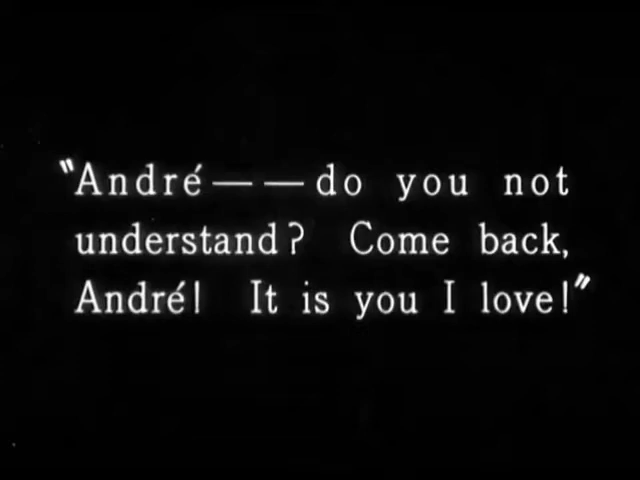 "André — — do you not
understand? Come back,
André! It is you I love!"